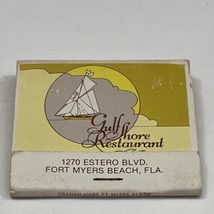 Gulf Shore
Restaurant
1270 ESTERO BLVD.
FORT MYERS BEACH, FLA.